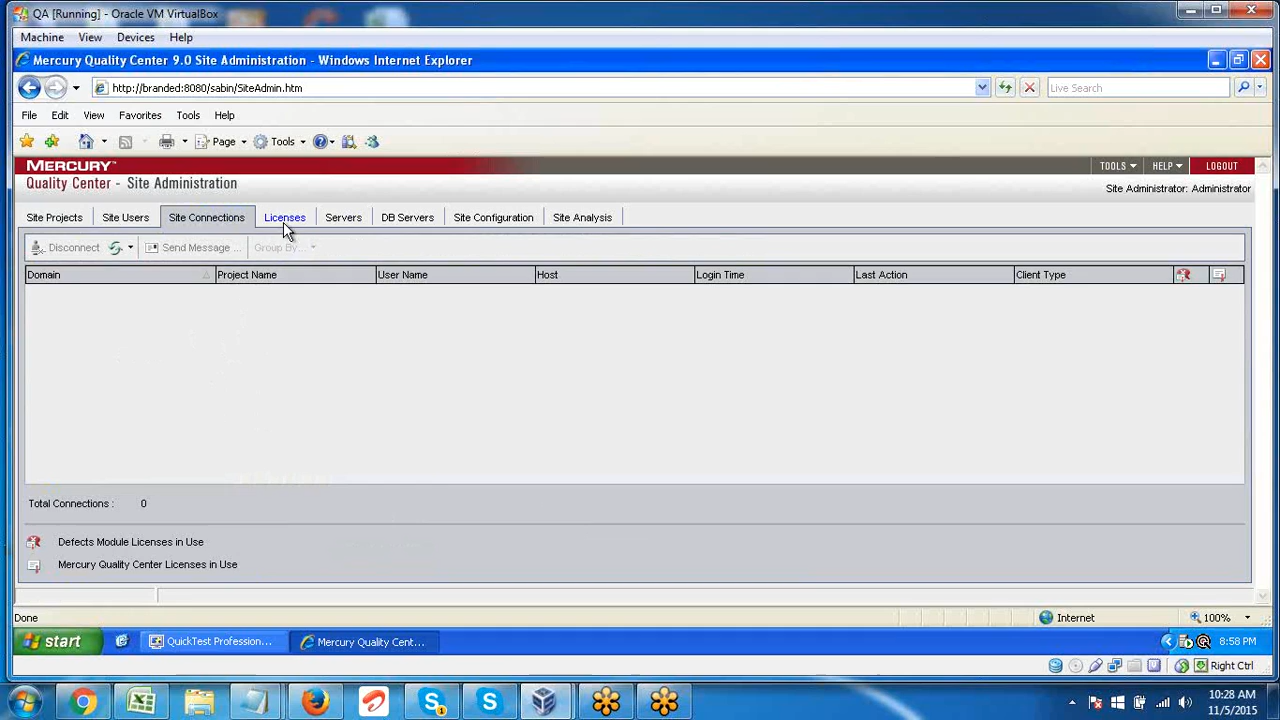 QA [Running] - Oracle VM VirtualBox
Machine View Devices Help
Mercury Quality Center 9.0 Site Administration - Windows Internet Explorer
http://branded:8080/sabin/SiteAdmin.htm
Live Search
File Edit View Favorites Tools Help
Page Tools
MERCURY™
TOOLS HELP LOGOUT
Quality Center - Site Administration
Site Administrator: Administrator
Site Projects Site Users Site Connections Licenses Servers DB Servers Site Configuration Site Analysis
Disconnect Send Message ... Group By...
Domain Project Name User Name Host Login Time Last Action Client Type
Total Connections : 0
Defects Module Licenses in Use
Mercury Quality Center Licenses in Use
Done Internet 100%
start QuickTest Profession... Mercury Quality Cent... 8:58 PM
Right Ctrl
10:28 AM
11/5/2015